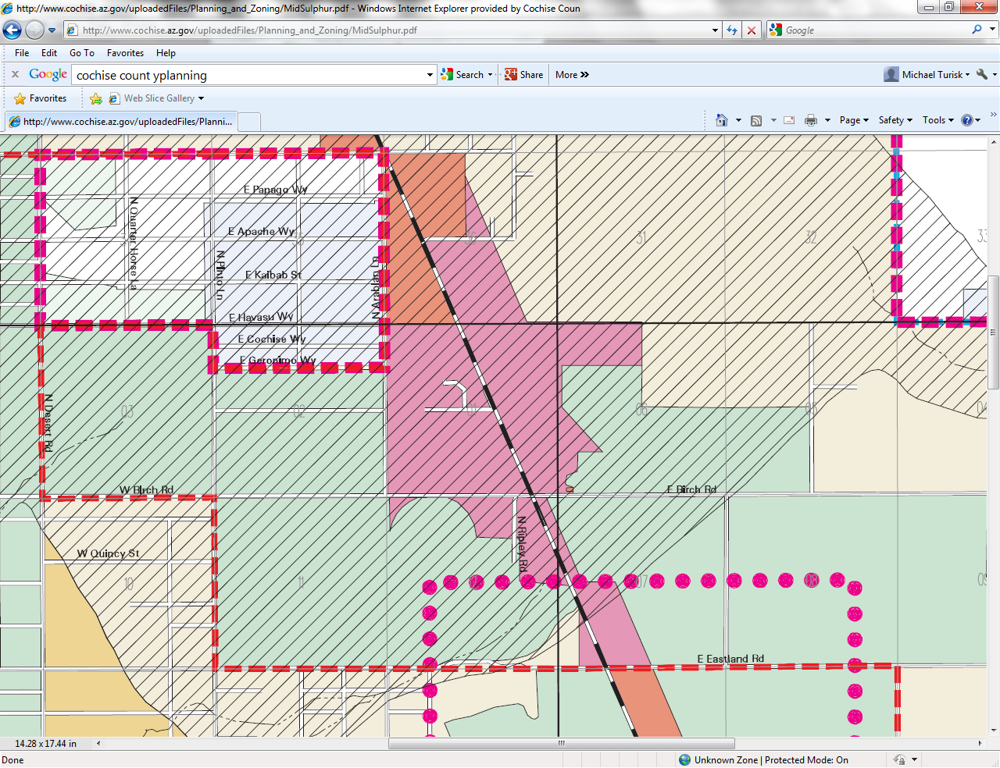 http://www.cochise.az.gov/uploadedFiles/Planning_and_Zoning/MidSulphur.pdf - Windows Internet Explorer provided by Cochise Coun
http://www.cochise.az.gov/uploadedFiles/Planning_and_Zoning/MidSulphur.pdf
Google
File Edit Go To Favorites Help
x Google cochise count yplanning Search Share More »
Michael Turisk
Favorites Web Slice Gallery
http://www.cochise.az.gov/uploadedFiles/Planni...
Page Safety Tools
E Papago Wy
N Quarter Horse La
E Apache Wy
31
32
33
N Pinto Ln
E Kaibab St
N Arabian Ln
E Havasu Wy
E Cochise Wy
E Geronimo Wy
N Desert Rd
03
02
01
06
05
04
W Birch Rd
E Birch Rd
N Ripley Rd
W Quincy St
10
11
07
08
09
E Eastland Rd
14.28 x 17.44 in
Done
Unknown Zone | Protected Mode: On